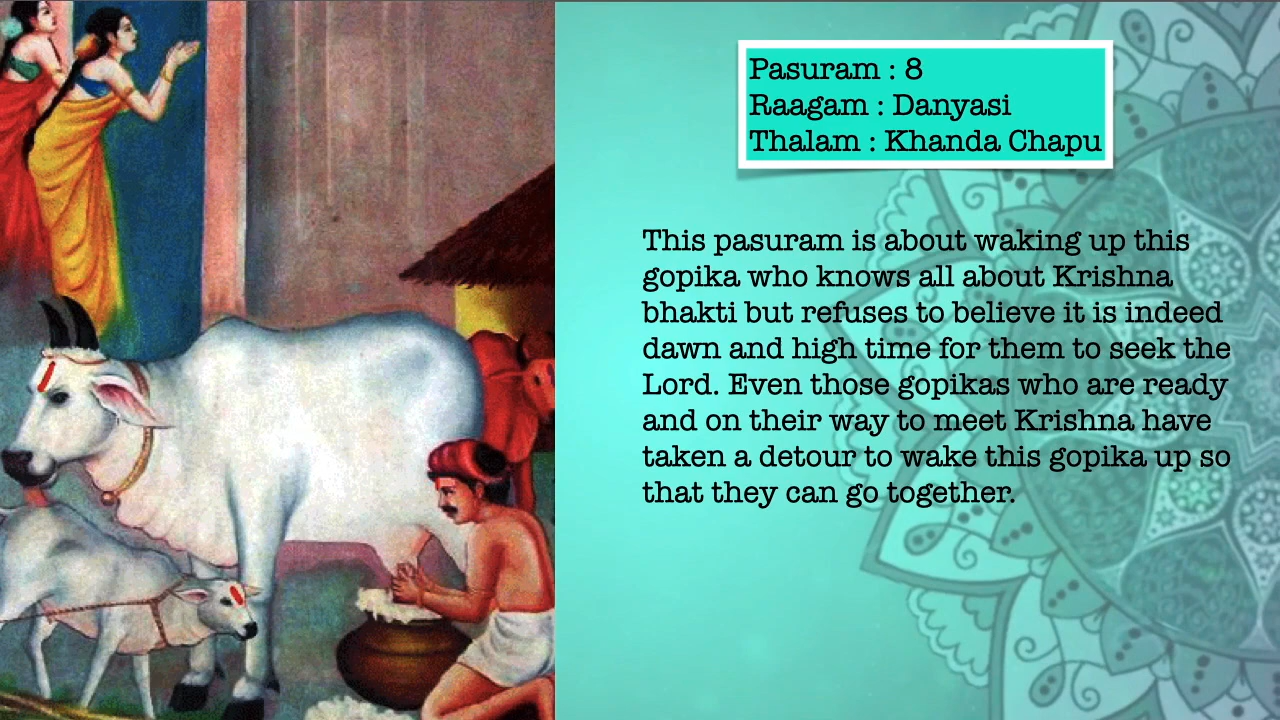 Pasuram : 8
Raagam : Danyasi
Thalam : Khanda Chapu
This pasuram is about waking up this
gopika who knows all about Krishna
bhakti but refuses to believe it is indeed
dawn and high time for them to seek the
Lord. Even those gopikas who are ready
and on their way to meet Krishna have
taken a detour to wake this gopika up so
that they can go together.